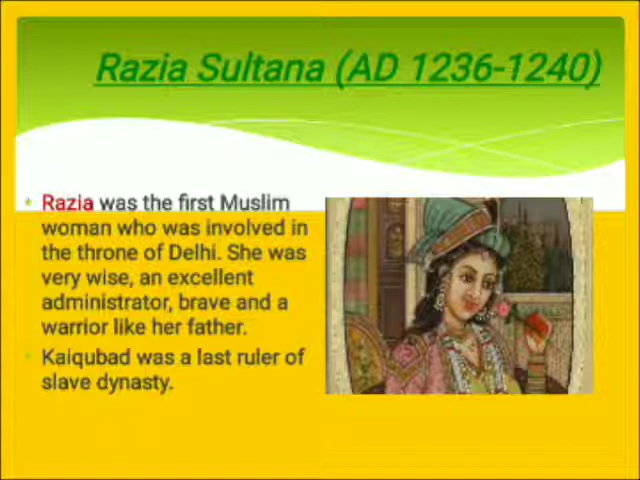 Razia Sultana (AD 1236-1240)
• Razia was the first Muslim
woman who was involved in
the throne of Delhi. She was
very wise, an excellent
administrator, brave and a
warrior like her father.
• Kaiqubad was a last ruler of
slave dynasty.